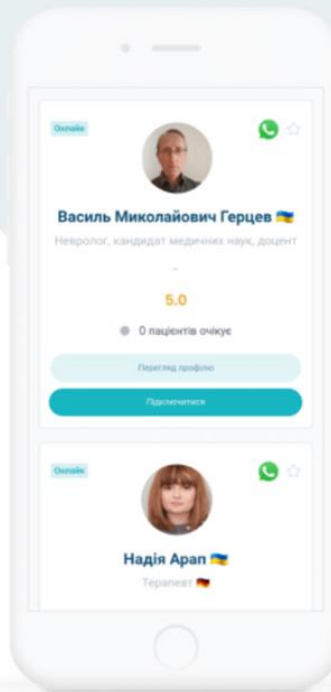 Онлайн
Василь Миколайович Герцев 🇺🇦
Невролог, кандидат медичних наук, доцент
-
5.0
0 пацієнтів очікує
Перегляд профілю
Підключитися
Онлайн
Надія Арап 🇺🇦
Терапевт 🇩🇪